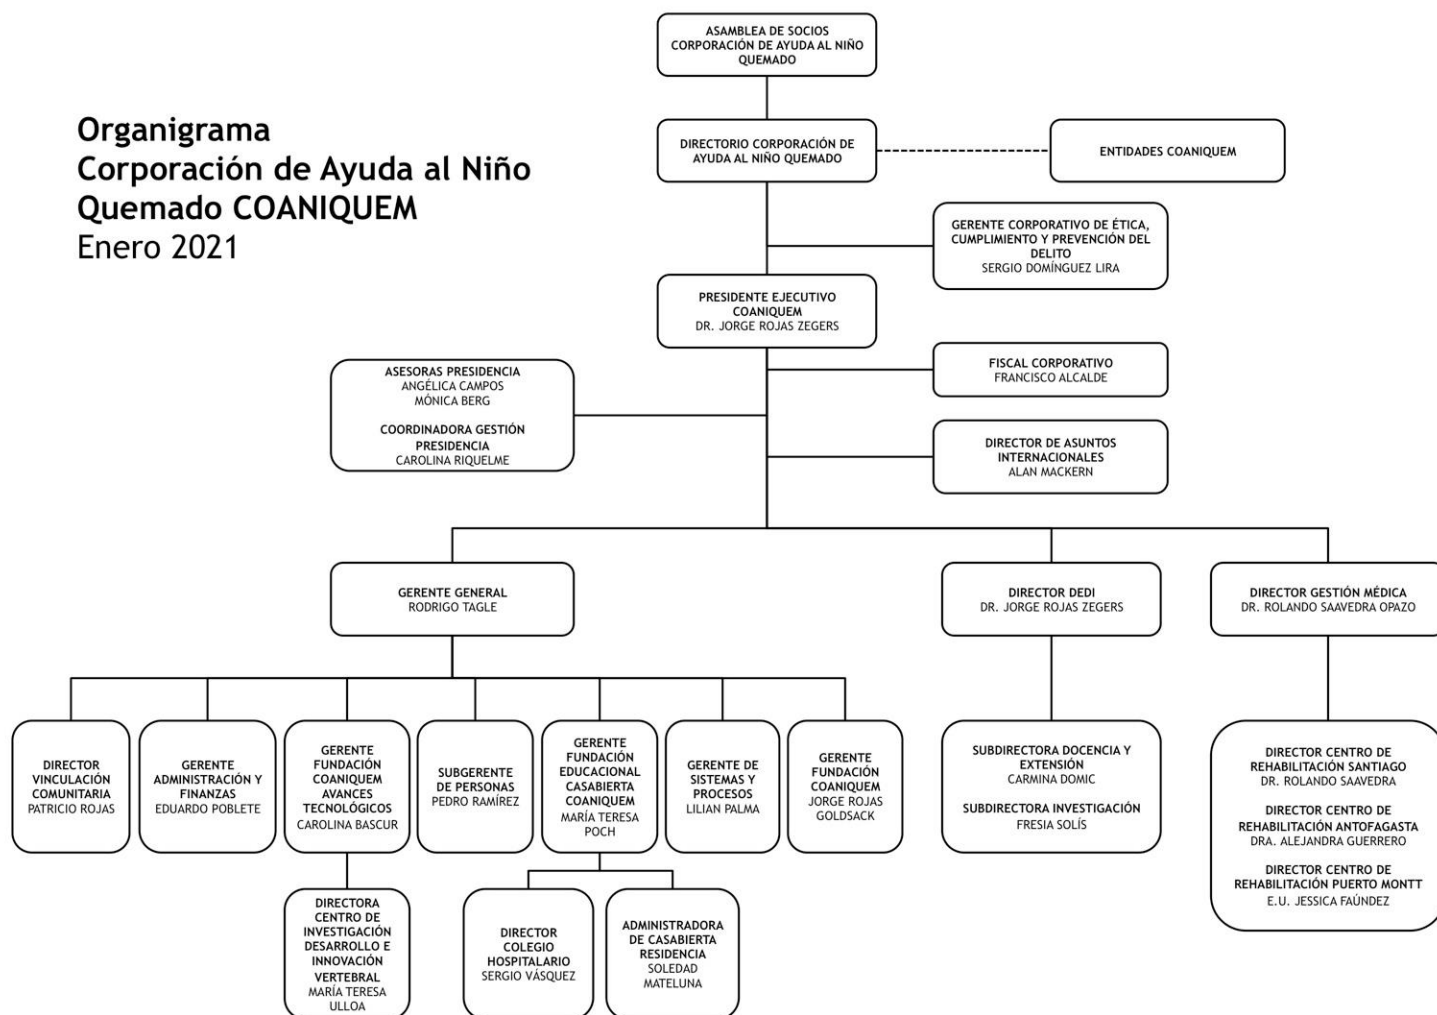 ASAMBLEA DE SOCIOS
CORPORACIÓN DE AYUDA AL NIÑO
QUEMADO
Organigrama
Corporación de Ayuda al Niño
Quemado COANIQUEM
Enero 2021
DIRECTORIO CORPORACIÓN DE
AYUDA AL NIÑO QUEMADO
ENTIDADES COANIQUEM
GERENTE CORPORATIVO DE ÉTICA,
CUMPLIMIENTO Y PREVENCIÓN DEL
DELITO
SERGIO DOMÍNGUEZ LIRA
PRESIDENTE EJECUTIVO
COANIQUEM
DR. JORGE ROJAS ZEGERS
ASESORAS PRESIDENCIA
ANGÉLICA CAMPOS
MÓNICA BERG
COORDINADORA GESTIÓN
PRESIDENCIA
CAROLINA RIQUELME
FISCAL CORPORATIVO
FRANCISCO ALCALDE
DIRECTOR DE ASUNTOS
INTERNACIONALES
ALAN MACKERN
GERENTE GENERAL
RODRIGO TAGLE
DIRECTOR DEDI
DR. JORGE ROJAS ZEGERS
DIRECTOR GESTIÓN MÉDICA
DR. ROLANDO SAAVEDRA OPAZO
DIRECTOR
VINCULACIÓN
COMUNITARIA
PATRICIO ROJAS
GERENTE
ADMINISTRACIÓN Y
FINANZAS
EDUARDO POBLETE
GERENTE
FUNDACIÓN
COANIQUEM
AVANCES
TECNOLÓGICOS
CAROLINA BASCUR
SUBGERENTE
DE PERSONAS
PEDRO RAMÍREZ
GERENTE
FUNDACIÓN
EDUCACIONAL
CASABIERTA
COANIQUEM
MARÍA TERESA
POCH
GERENTE DE
SISTEMAS Y
PROCESOS
LILIAN PALMA
GERENTE
FUNDACIÓN
COANIQUEM
JORGE ROJAS
GOLDSACK
SUBDIRECTORA DOCENCIA Y
EXTENSIÓN
CARMINA DOMIC
SUBDIRECTORA INVESTIGACIÓN
FRESIA SOLÍS
DIRECTOR CENTRO DE
REHABILITACIÓN SANTIAGO
DR. ROLANDO SAAVEDRA
DIRECTOR CENTRO DE
REHABILITACIÓN ANTOFAGASTA
DRA. ALEJANDRA GUERRERO
DIRECTOR CENTRO DE
REHABILITACIÓN PUERTO MONTT
E.U. JESSICA FAÚNDEZ
DIRECTORA
CENTRO DE
INVESTIGACIÓN
DESARROLLO E
INNOVACIÓN
VERTEBRAL
MARÍA TERESA
ULLOA
DIRECTOR
COLEGIO
HOSPITALARIO
SERGIO VÁSQUEZ
ADMINISTRADORA
DE CASABIERTA
RESIDENCIA
SOLEDAD
MATELUNA